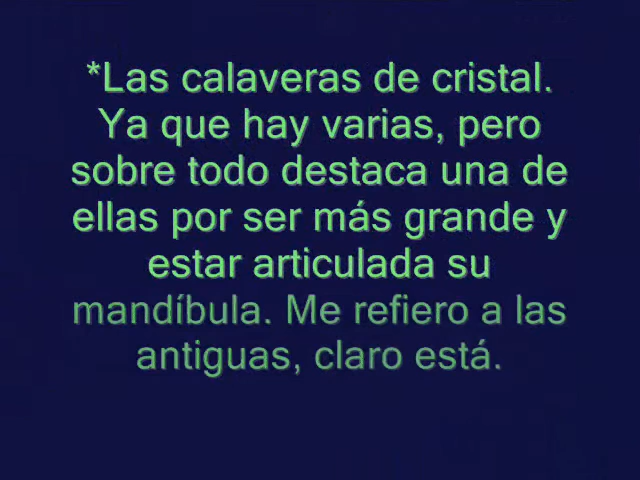 *Las calaveras de cristal.
Ya que hay varias, pero
sobre todo destaca una de
ellas por ser más grande y
estar articulada su
mandíbula. Me refiero a las
antiguas, claro está.